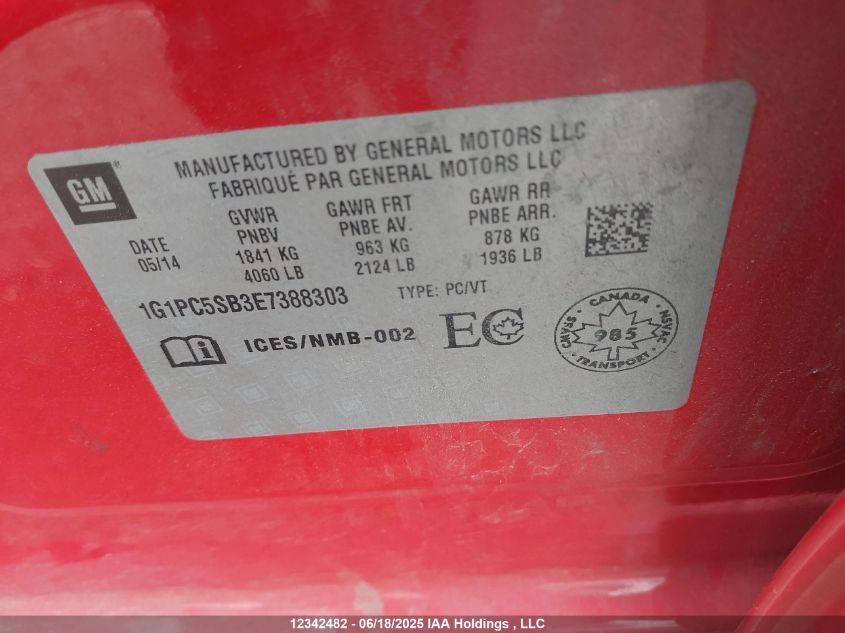 GM
MANUFACTURED BY GENERAL MOTORS LLC
FABRIQUÉ PAR GENERAL MOTORS LLC
DATE
05/14
GVWR
PNBV
1841 KG
4060 LB
GAWR FRT
PNBE AV.
963 KG
2124 LB
GAWR RR
PNBE ARR.
878 KG
1936 LB
1G1PC5SB3E7388303 TYPE: PC/VT
ICES/NMB-002 EC
CANADA
CMVSS 985 NSVAC
TRANSPORT
12342482 - 06/18/2025 IAA Holdings , LLC